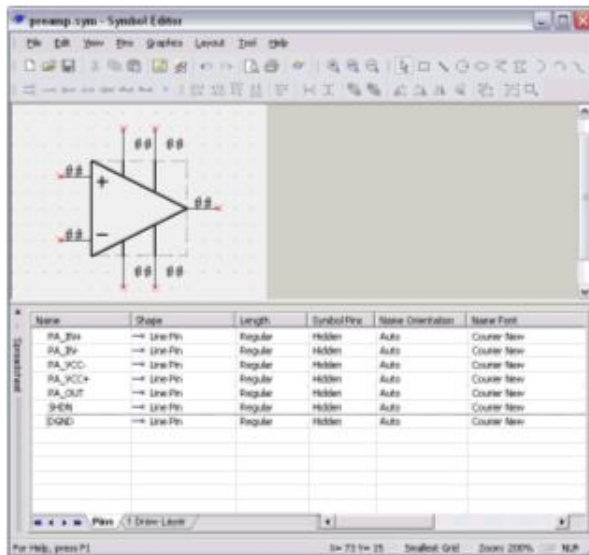 preamp.sym - Symbol Editor
File Edit View Pins Graphics Layout Tool Help
## ##
##
+
##
##
-
## ##
Name Shape Length Symbol Pins Name Orientation Name Font
PA_IN+ Line Pin Regular Hidden Auto Courier New
PA_IN- Line Pin Regular Hidden Auto Courier New
PA_VCC- Line Pin Regular Hidden Auto Courier New
PA_VCC+ Line Pin Regular Hidden Auto Courier New
PA_OUT Line Pin Regular Hidden Auto Courier New
SHDN Line Pin Regular Hidden Auto Courier New
DGND Line Pin Regular Hidden Auto Courier New
Spreadsheet
Pins / 1 Draw Layer
For Help, press F1 X= 73 Y= 15 Smallest Grid Zoom: 200% NUM